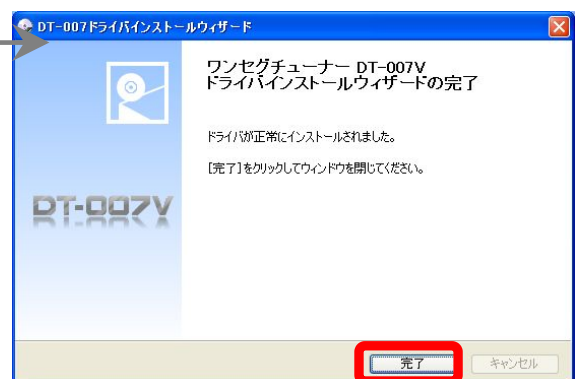 DT-007ドライバインストールウィザード
ワンセグチューナー DT-007V
ドライバインストールウィザードの完了
ドライバが正常にインストールされました。
[完了]をクリックしてウィンドウを閉じてください。
DT-007V
完了
キャンセル